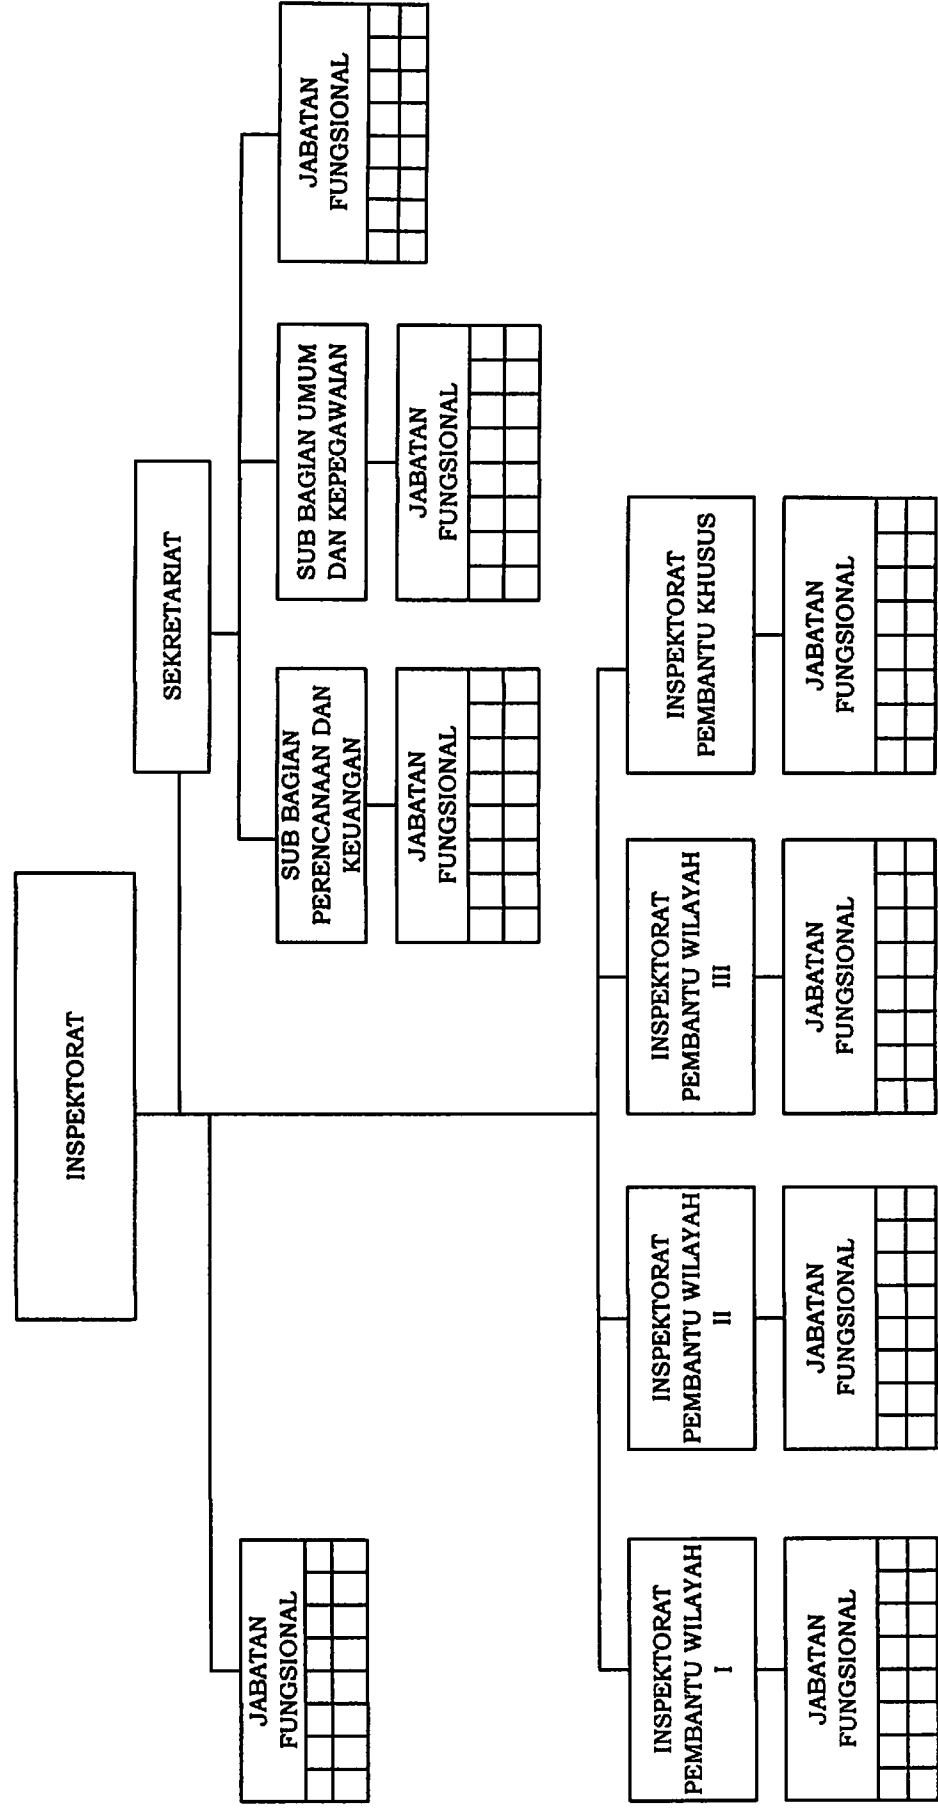 INSPEKTORAT
SEKRETARIAT
JABATAN
FUNGSIONAL
SUB BAGIAN
PERENCANAAN DAN
KEUANGAN
SUB BAGIAN UMUM
DAN KEPEGAWAIAN
JABATAN
FUNGSIONAL
JABATAN
FUNGSIONAL
JABATAN
FUNGSIONAL
INSPEKTORAT
PEMBANTU WILAYAH
I
INSPEKTORAT
PEMBANTU WILAYAH
II
INSPEKTORAT
PEMBANTU WILAYAH
III
INSPEKTORAT
PEMBANTU KHUSUS
JABATAN
FUNGSIONAL
JABATAN
FUNGSIONAL
JABATAN
FUNGSIONAL
JABATAN
FUNGSIONAL